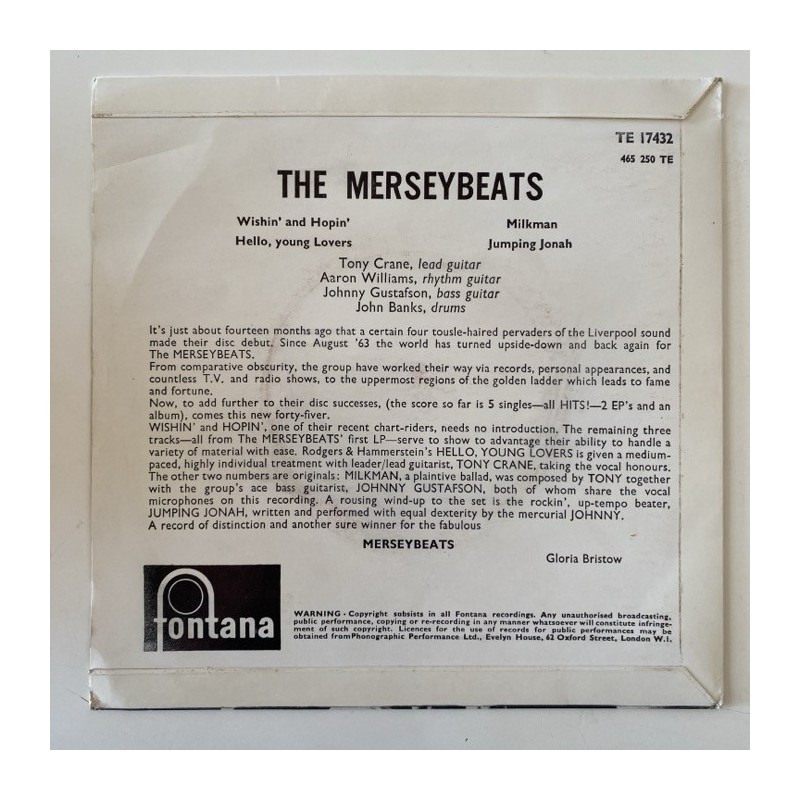 TE 17432
465 250 TE
THE MERSEYBEATS
Wishin' and Hopin' Milkman
Hello, young Lovers Jumping Jonah
Tony Crane, lead guitar
Aaron Williams, rhythm guitar
Johnny Gustafson, bass guitar
John Banks, drums
It's just about fourteen months ago that a certain four tousle-haired pervaders of the Liverpool sound
made their disc debut. Since August '63 the world has turned upside-down and back again for
The MERSEYBEATS.
From comparative obscurity, the group have worked their way via records, personal appearances, and
countless T.V. and radio shows, to the uppermost regions of the golden ladder which leads to fame
and fortune.
Now, to add further to their disc successes, (the score so far is 5 singles—all HITS!—2 EP's and an
album), comes this new forty-fiver.
WISHIN' and HOPIN', one of their recent chart-riders, needs no introduction. The remaining three
tracks—all from The MERSEYBEATS' first LP—serve to show to advantage their ability to handle a
variety of material with ease. Rodgers & Hammerstein's HELLO, YOUNG LOVERS is given a medium-
paced, highly individual treatment with leader/lead guitarist, TONY CRANE, taking the vocal honours.
The other two numbers are originals: MILKMAN, a plaintive ballad, was composed by TONY together
with the group's ace bass guitarist, JOHNNY GUSTAFSON, both of whom share the vocal
microphones on this recording. A rousing wind-up to the set is the rockin', up-tempo beater,
JUMPING JONAH, written and performed with equal dexterity by the mercurial JOHNNY.
A record of distinction and another sure winner for the fabulous
MERSEYBEATS
Gloria Bristow
fontana
WARNING - Copyright subsists in all Fontana recordings. Any unauthorised broadcasting,
public performance, copying or re-recording in any manner whatsoever will constitute infringe-
ment of such copyright. Licences for the use of records for public performances may be
obtained from Phonographic Performance Ltd., Evelyn House, 62 Oxford Street, London W.1.